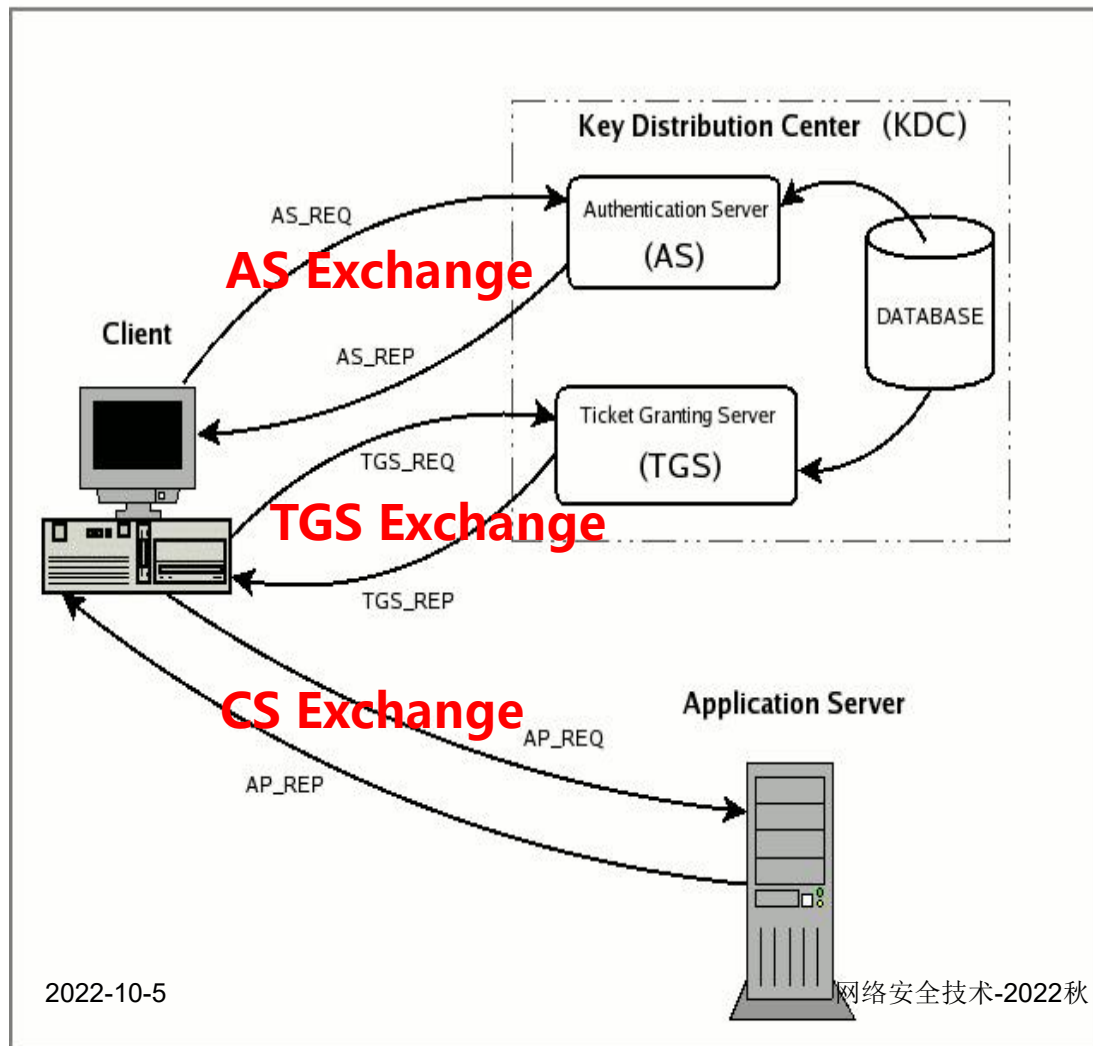 Key Distribution Center (KDC)
Authentication Server
(AS)
AS_REQ
AS Exchange
DATABASE
Client
AS_REP
Ticket Granting Server
(TGS)
TGS_REQ
TGS Exchange
TGS_REP
CS Exchange
Application Server
AP_REQ
AP_REP
2022-10-5
网络安全技术-2022秋